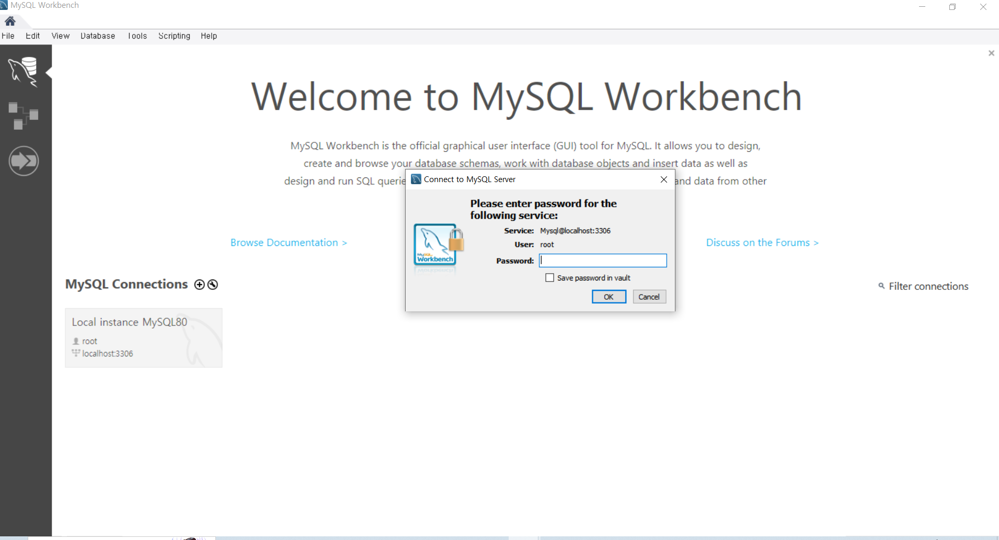 MySQL Workbench
File Edit View Database Tools Scripting Help
Welcome to MySQL Workbench
MySQL Workbench is the official graphical user interface (GUI) tool for MySQL. It allows you to design,
create and browse your database schemas, work with database objects and insert data as well as
design and run SQL querie
and data from other
Connect to MySQL Server
Please enter password for the
following service:
Service: Mysql@localhost:3306
User: root
Password:
Save password in vault
OK Cancel
MySQL
Workbench
Browse Documentation >
Discuss on the Forums >
MySQL Connections
Filter connections
Local instance MySQL80
root
localhost:3306